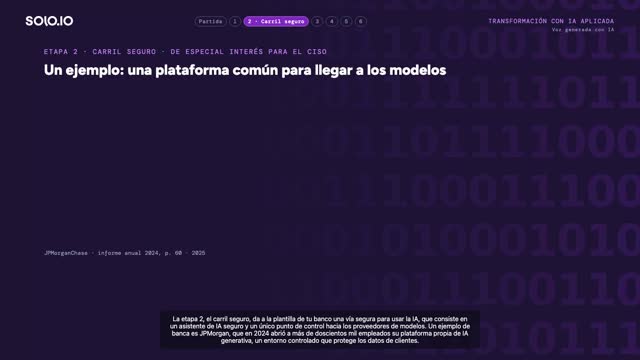 SOLO.IO
Partida 1 2 · Carril seguro 3 4 5 6
TRANSFORMACIÓN CON IA APLICADA
Voz generada con IA
ETAPA 2 · CARRIL SEGURO · DE ESPECIAL INTERÉS PARA EL CISO
Un ejemplo: una plataforma común para llegar a los modelos
JPMorganChase · informe anual 2024, p. 60 · 2025
La etapa 2, el carril seguro, da a la plantilla de tu banco una vía segura para usar la IA, que consiste en
un asistente de IA seguro y un único punto de control hacia los proveedores de modelos. Un ejemplo de
banca es JPMorgan, que en 2024 abrió a más de doscientos mil empleados su plataforma propia de IA
generativa, un entorno controlado que protege los datos de clientes.